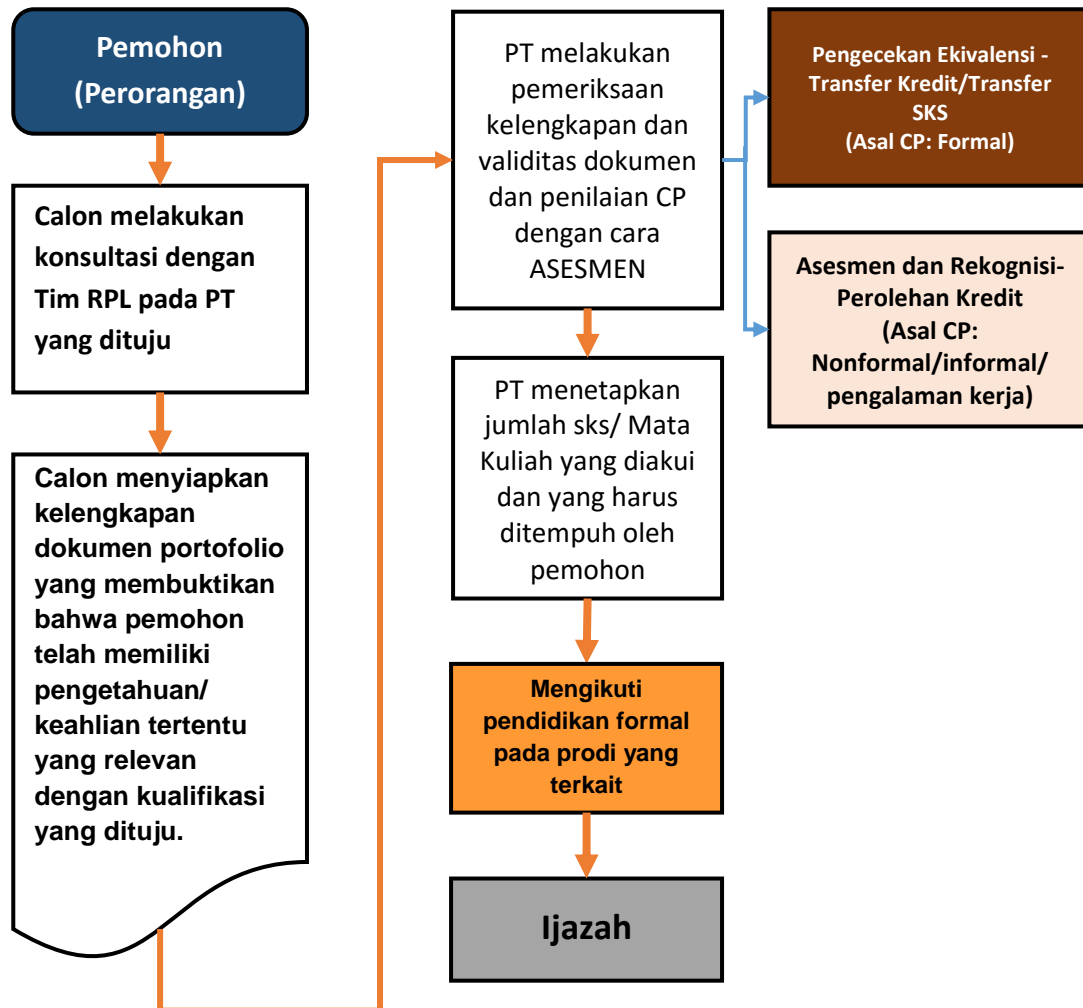 Pemohon
(Perorangan)
Calon melakukan
konsultasi dengan
Tim RPL pada PT
yang dituju
Calon menyiapkan
kelengkapan
dokumen portofolio
yang membuktikan
bahwa pemohon
telah memiliki
pengetahuan/
keahlian tertentu
yang relevan
dengan kualifikasi
yang dituju.
PT melakukan
pemeriksaan
kelengkapan dan
validitas dokumen
dan penilaian CP
dengan cara
ASESMEN
PT menetapkan
jumlah sks/ Mata
Kuliah yang diakui
dan yang harus
ditempuh oleh
pemohon
Mengikuti
pendidikan formal
pada prodi yang
terkait
Ijazah
Pengecekan Ekivalensi -
Transfer Kredit/Transfer
SKS
(Asal CP: Formal)
Asesmen dan Rekognisi-
Perolehan Kredit
(Asal CP:
Nonformal/informal/
pengalaman kerja)